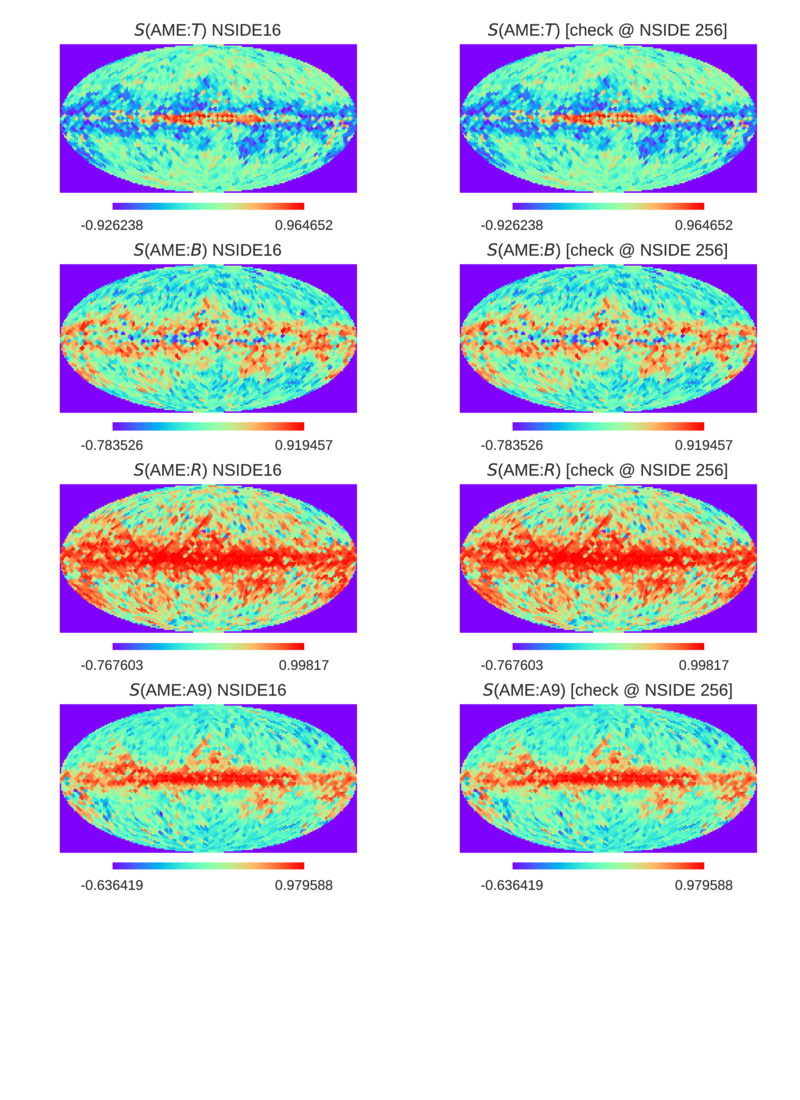 S(AME:T) NSIDE16
S(AME:T) [check @ NSIDE 256]
-0.926238 0.964652
-0.926238 0.964652
S(AME:B) NSIDE16
S(AME:B) [check @ NSIDE 256]
-0.783526 0.919457
-0.783526 0.919457
S(AME:R) NSIDE16
S(AME:R) [check @ NSIDE 256]
-0.767603 0.99817
-0.767603 0.99817
S(AME:A9) NSIDE16
S(AME:A9) [check @ NSIDE 256]
-0.636419 0.979588
-0.636419 0.979588